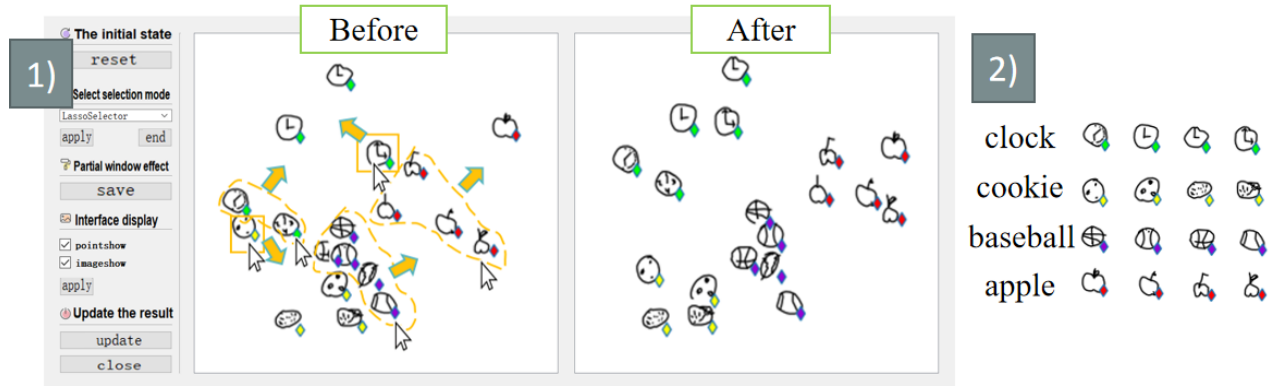 1)
The initial state
reset
Select selection mode
LassoSelector
apply
end
Partial window effect
save
Interface display
pointshow
imageshow
apply
Update the result
update
close
Before
After
2)
clock
cookie
baseball
apple